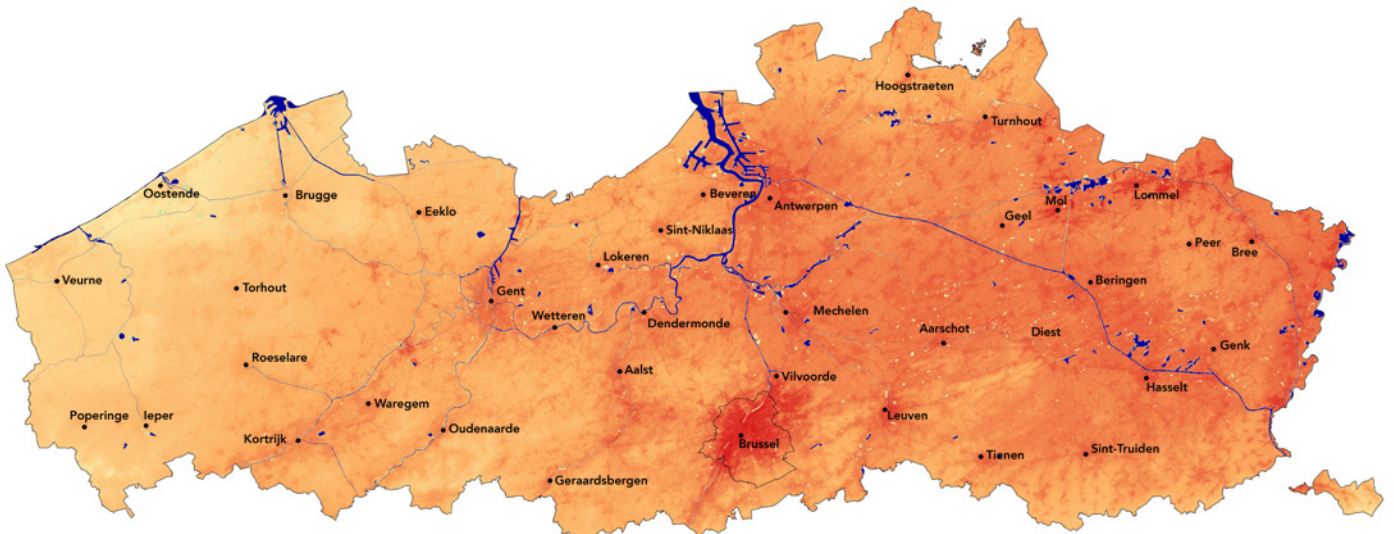 Hoogstraeten
Turnhout
Oostende
Brugge
Eeklo
Beveren
Antwerpen
Mol
Lommel
Geel
Sint-Niklaas
Peer
Bree
Lokeren
Veurne
Torhout
Gent
Beringen
Wetteren
Dendermonde
Mechelen
Aarschot
Diest
Genk
Roeselare
Aalst
Vilvoorde
Hasselt
Waregem
Poperinge
Ieper
Leuven
Kortrijk
Oudenaarde
Brussel
Tienen
Sint-Truiden
Geraardsbergen